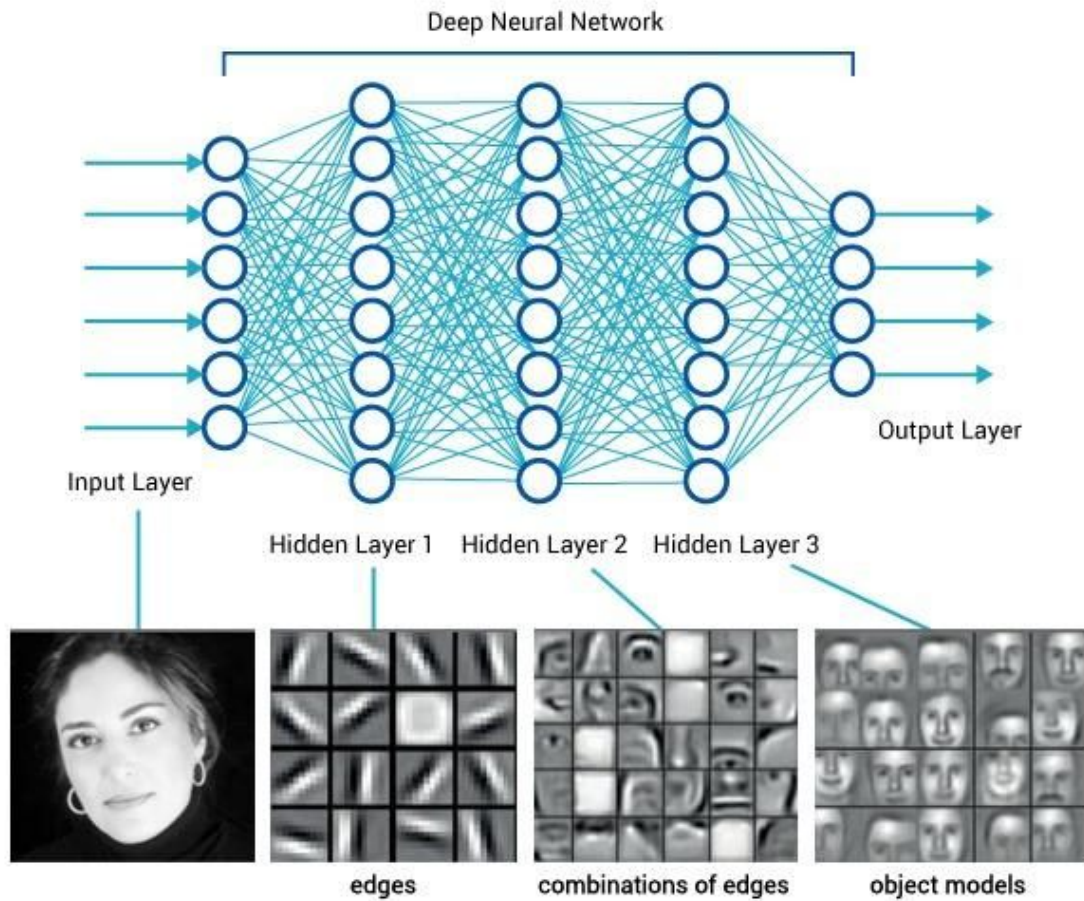 Deep Neural Network
Input Layer
Output Layer
Hidden Layer 1
Hidden Layer 2
Hidden Layer 3
edges
combinations of edges
object models